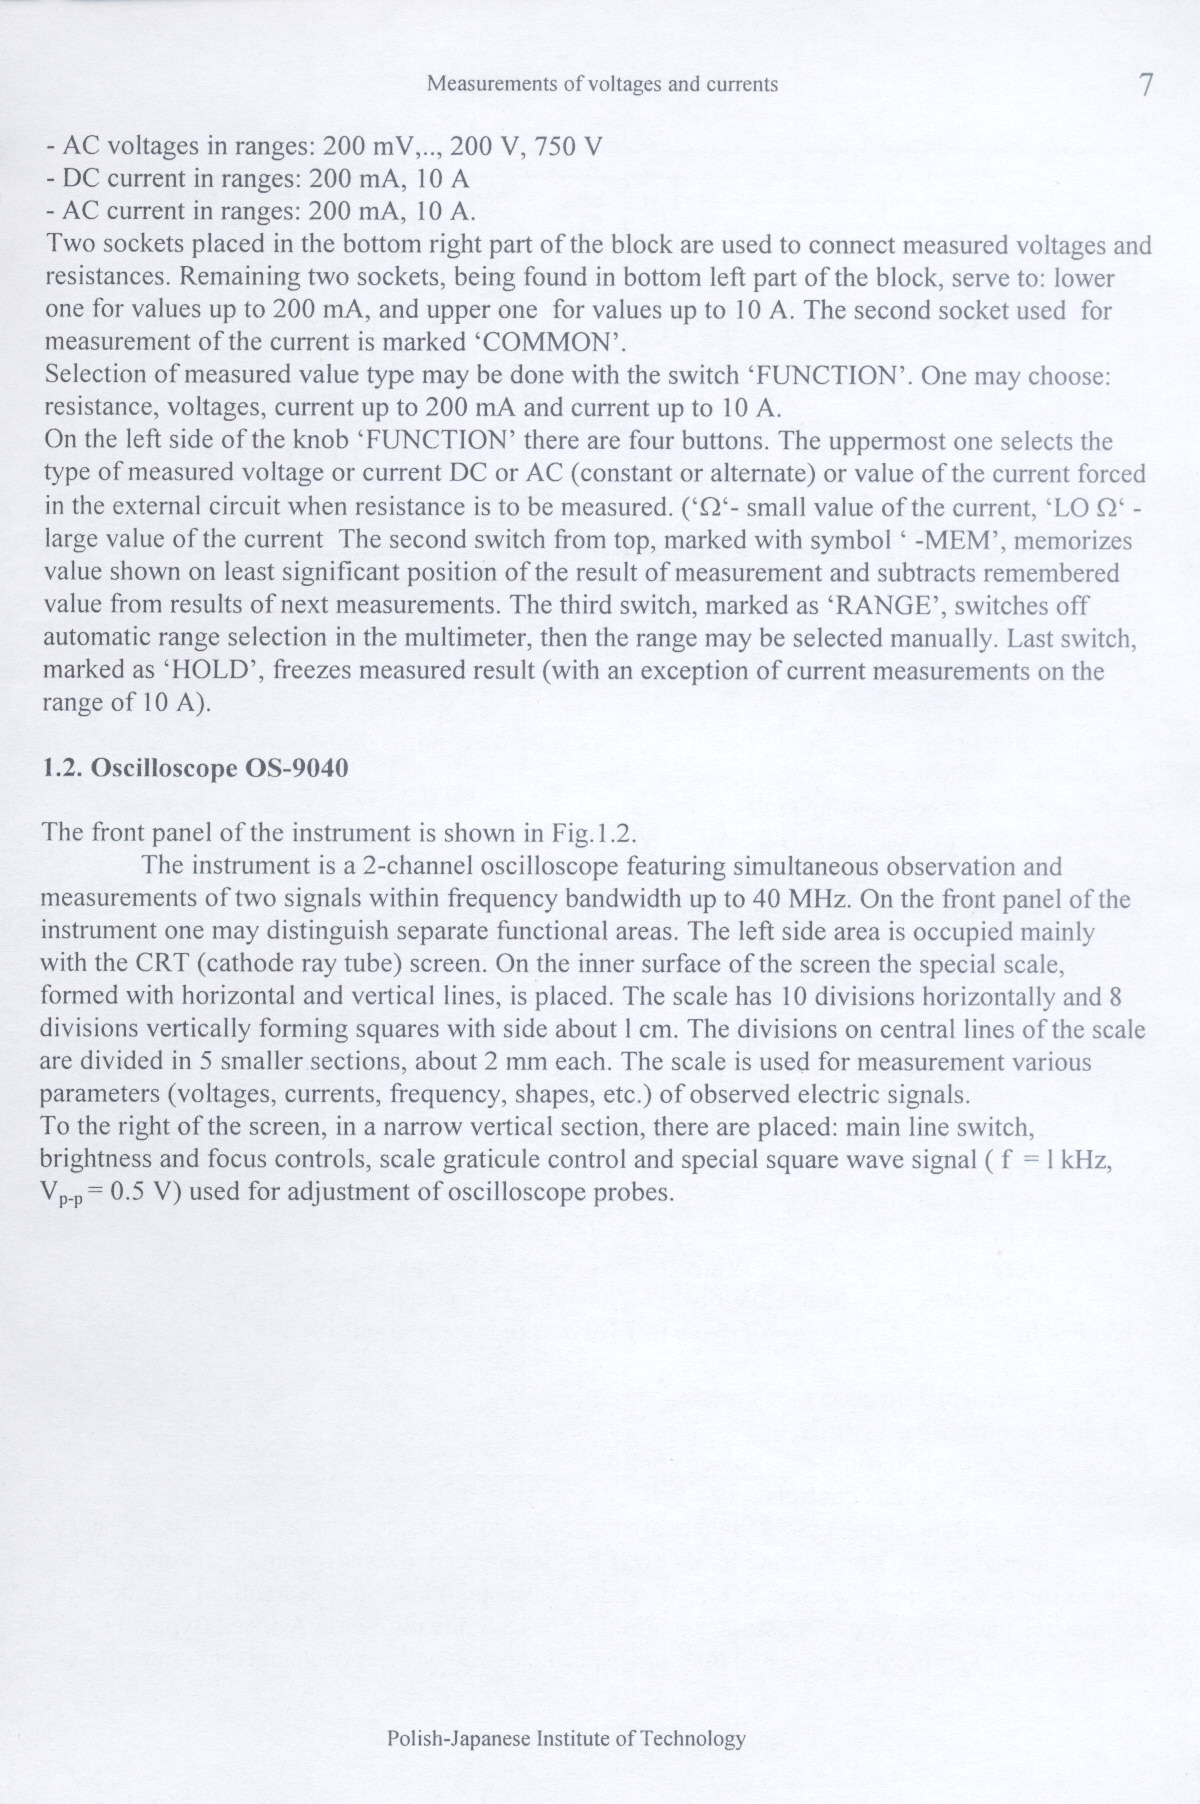 Measurements of voltages and currents 7
- AC voltages in ranges: 200 mV,.., 200 V, 750 V
- DC current in ranges: 200 mA, 10 A
- AC current in ranges: 200 mA, 10 A.
Two sockets placed in the bottom right part of the block are used to connect measured voltages and
resistances. Remaining two sockets, being found in bottom left part of the block, serve to: lower
one for values up to 200 mA, and upper one for values up to 10 A. The second socket used for
measurement of the current is marked ‘COMMON’.
Selection of measured value type may be done with the switch ‘FUNCTION’. One may choose:
resistance, voltages, current up to 200 mA and current up to 10 A.
On the left side of the knob ‘FUNCTION’ there are four buttons. The uppermost one selects the
type of measured voltage or current DC or AC (constant or alternate) or value of the current forced
in the external circuit when resistance is to be measured. (‘Ω‘- small value of the current, ‘LO Ω‘ -
large value of the current The second switch from top, marked with symbol ‘ -MEM’, memorizes
value shown on least significant position of the result of measurement and subtracts remembered
value from results of next measurements. The third switch, marked as ‘RANGE’, switches off
automatic range selection in the multimeter, then the range may be selected manually. Last switch,
marked as ‘HOLD’, freezes measured result (with an exception of current measurements on the
range of 10 A).
1.2. Oscilloscope OS-9040
The front panel of the instrument is shown in Fig.1.2.
The instrument is a 2-channel oscilloscope featuring simultaneous observation and
measurements of two signals within frequency bandwidth up to 40 MHz. On the front panel of the
instrument one may distinguish separate functional areas. The left side area is occupied mainly
with the CRT (cathode ray tube) screen. On the inner surface of the screen the special scale,
formed with horizontal and vertical lines, is placed. The scale has 10 divisions horizontally and 8
divisions vertically forming squares with side about 1 cm. The divisions on central lines of the scale
are divided in 5 smaller sections, about 2 mm each. The scale is used for measurement various
parameters (voltages, currents, frequency, shapes, etc.) of observed electric signals.
To the right of the screen, in a narrow vertical section, there are placed: main line switch,
brightness and focus controls, scale graticule control and special square wave signal ( f = 1 kHz,
Vp-p = 0.5 V) used for adjustment of oscilloscope probes.
Polish-Japanese Institute of Technology